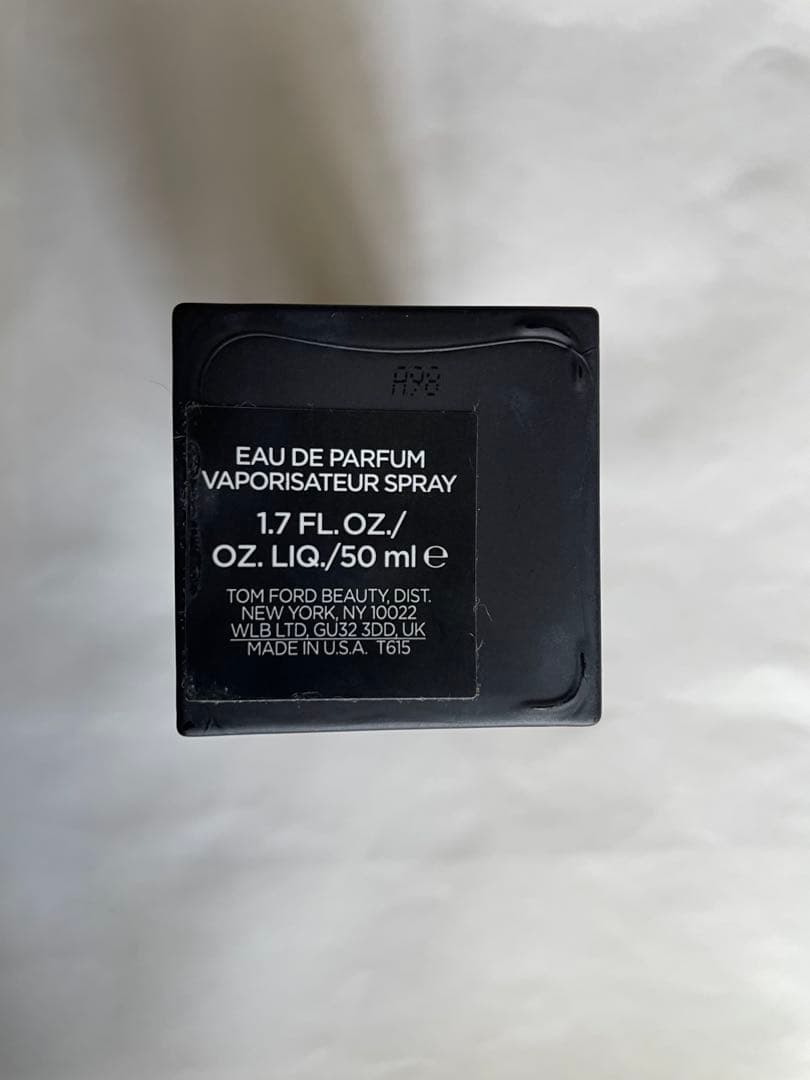 A98
EAU DE PARFUM
VAPORISATEUR SPRAY
1.7 FL. OZ./
OZ. LIQ./50 ml ℮
TOM FORD BEAUTY, DIST.
NEW YORK, NY 10022
WLB LTD, GU32 3DD, UK
MADE IN U.S.A. T615